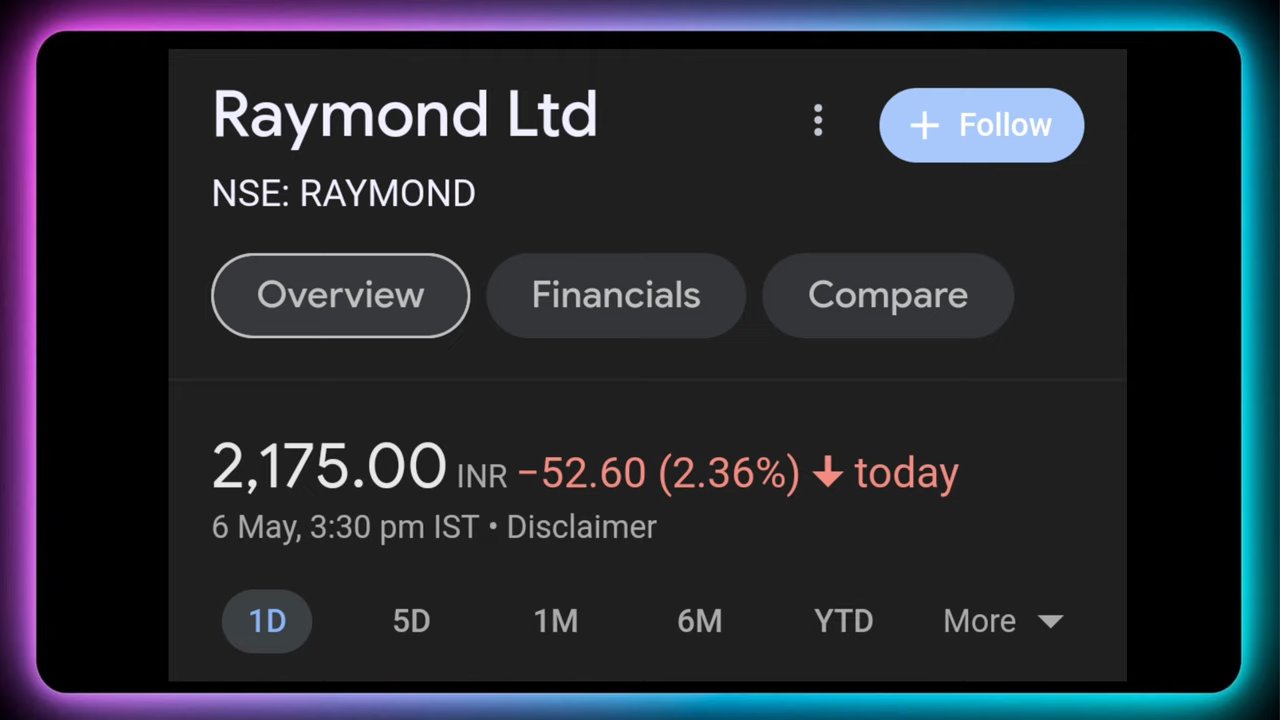 Raymond Ltd
+ Follow
NSE: RAYMOND
Overview Financials Compare
2,175.00 INR −52.60 (2.36%) ↓ today
6 May, 3:30 pm IST • Disclaimer
1D 5D 1M 6M YTD More